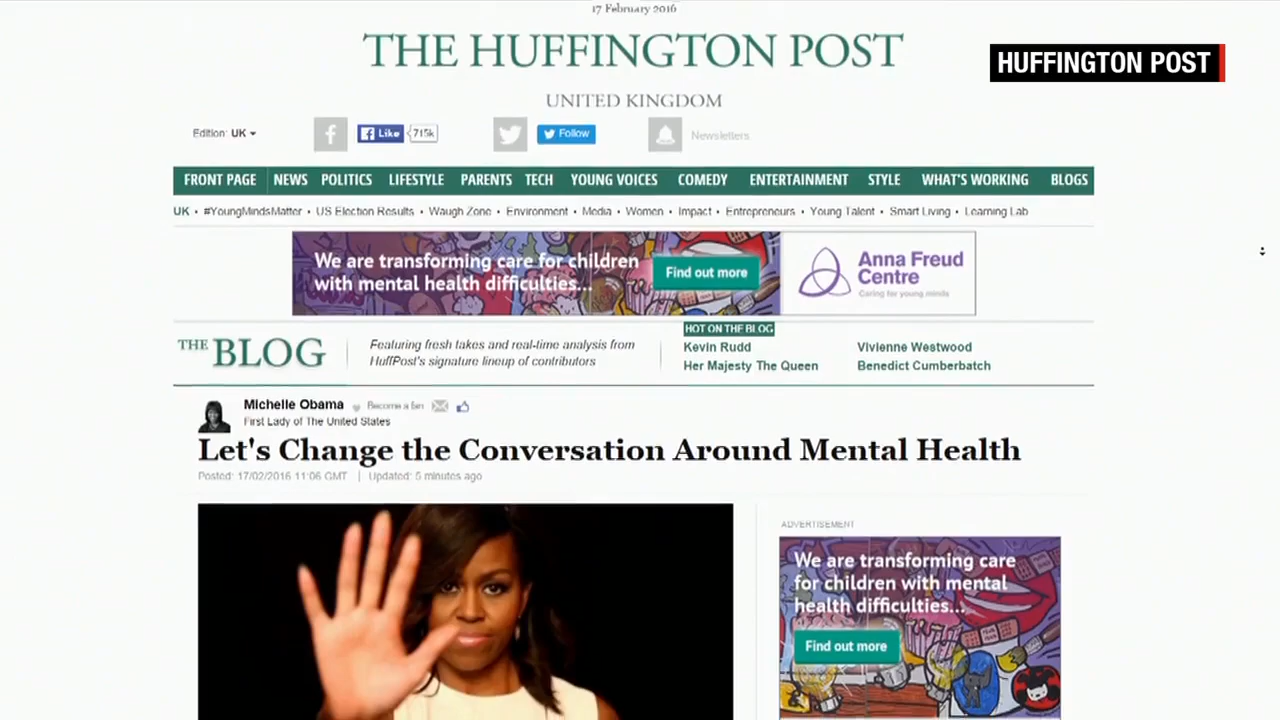 17 February 2016
THE HUFFINGTON POST
HUFFINGTON POST
UNITED KINGDOM
Edition: UK
f
f Like 715k
Follow
Newsletters
FRONT PAGE NEWS POLITICS LIFESTYLE PARENTS TECH YOUNG VOICES COMEDY ENTERTAINMENT STYLE WHAT'S WORKING BLOGS
UK • #YoungMindsMatter • US Election Results • Waugh Zone • Environment • Media • Women • Impact • Entrepreneurs • Young Talent • Smart Living • Learning Lab
We are transforming care for children
with mental health difficulties...
Find out more
Anna Freud
Centre
Caring for young minds
THE BLOG
Featuring fresh takes and real-time analysis from
HuffPost's signature lineup of contributors
HOT ON THE BLOG
Kevin Rudd Vivienne Westwood
Her Majesty The Queen Benedict Cumberbatch
Michelle Obama Become a fan
First Lady of The United States
Let's Change the Conversation Around Mental Health
Posted: 17/02/2016 11:06 GMT | Updated: 5 minutes ago
ADVERTISEMENT
We are transforming care
for children with mental
health difficulties...
Find out more